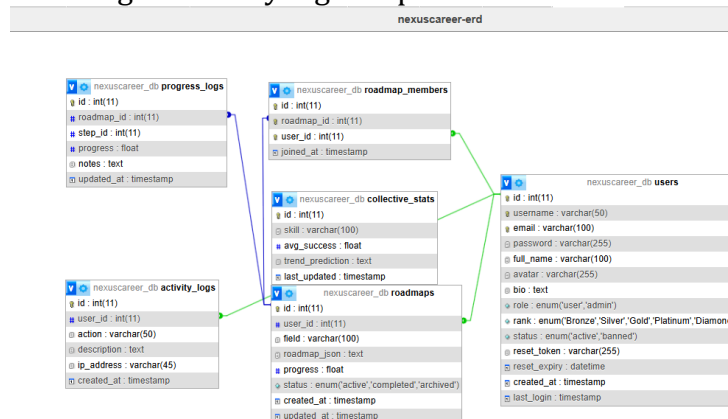 nexuscareer-erd
nexuscareer_db progress_logs
id : int(11)
roadmap_id : int(11)
step_id : int(11)
progress : float
notes : text
updated_at : timestamp
nexuscareer_db roadmap_members
id : int(11)
roadmap_id : int(11)
user_id : int(11)
joined_at : timestamp
nexuscareer_db collective_stats
id : int(11)
skill : varchar(100)
avg_success : float
trend_prediction : text
last_updated : timestamp
nexuscareer_db users
id : int(11)
username : varchar(50)
email : varchar(100)
password : varchar(255)
full_name : varchar(100)
avatar : varchar(255)
bio : text
role : enum('user','admin')
rank : enum('Bronze','Silver','Gold','Platinum','Diamon
status : enum('active','banned')
reset_token : varchar(255)
reset_expiry : datetime
created_at : timestamp
last_login : timestamp
nexuscareer_db activity_logs
id : int(11)
user_id : int(11)
action : varchar(50)
description : text
ip_address : varchar(45)
created_at : timestamp
nexuscareer_db roadmaps
id : int(11)
user_id : int(11)
field : varchar(100)
roadmap_json : text
progress : float
status : enum('active','completed','archived')
created_at : timestamp
updated_at : timestamp